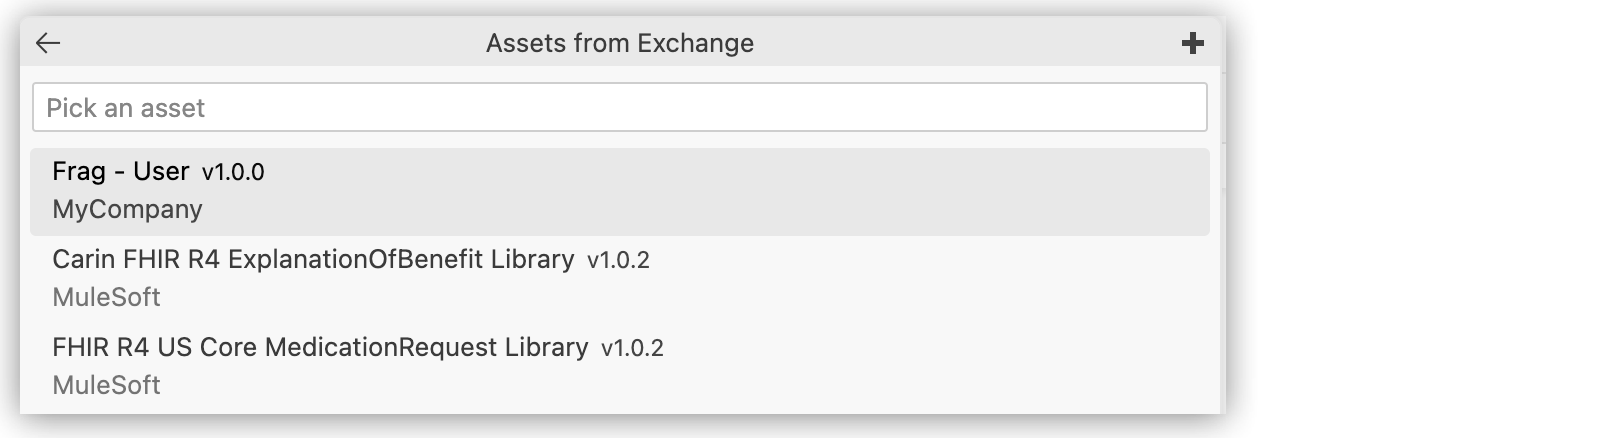 Assets from Exchange
Pick an asset
Frag - User v1.0.0
MyCompany
Carin FHIR R4 ExplanationOfBenefit Library v1.0.2
MuleSoft
FHIR R4 US Core MedicationRequest Library v1.0.2
MuleSoft